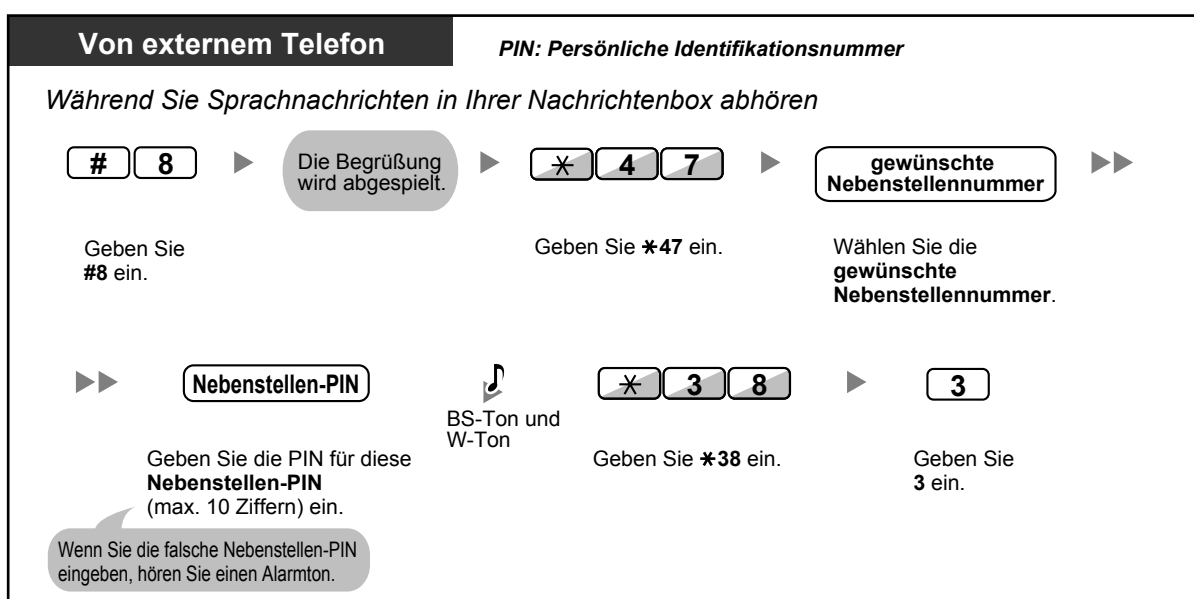 Von externem Telefon
PIN: Persönliche Identifikationsnummer
Während Sie Sprachnachrichten in Ihrer Nachrichtenbox abhören
# 8
Die Begrüßung
wird abgespielt.
* 4 7
gewünschte
Nebenstellennummer
Geben Sie
#8 ein.
Geben Sie *47 ein.
Wählen Sie die
gewünschte
Nebenstellennummer.
Nebenstellen-PIN
BS-Ton und
W-Ton
* 3 8
3
Geben Sie die PIN für diese
Nebenstellen-PIN
(max. 10 Ziffern) ein.
Geben Sie *38 ein.
Geben Sie
3 ein.
Wenn Sie die falsche Nebenstellen-PIN
eingeben, hören Sie einen Alarmton.